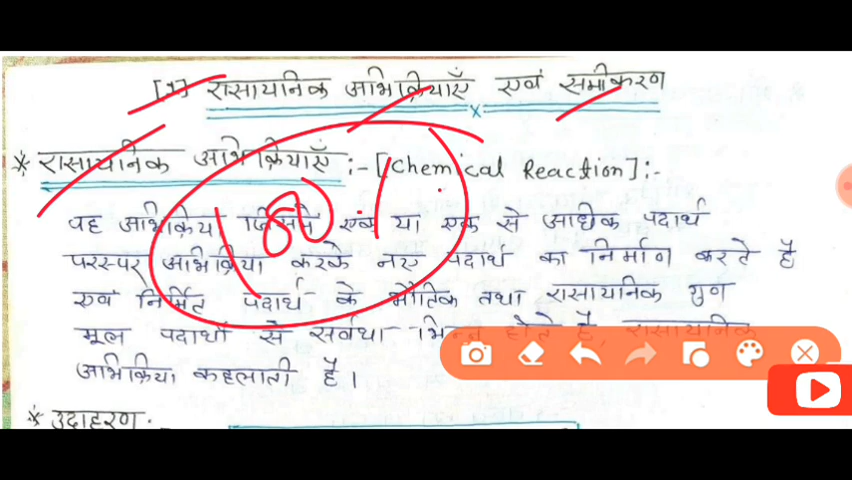 [1] रासायनिक अभिक्रियाएँ एवं समीकरण
* रासायनिक अभिक्रियाएँ :- [Chemical Reaction] :-
वह अभिक्रिया जिसमें एक या एक से अधिक पदार्थ
परस्पर अभिक्रिया करके नए पदार्थ का निर्माण करते है
एवं निर्मित पदार्थ के भौतिक तथा रासायनिक गुण
मूल पदार्थो से सर्वथा भिन्न होते है, रासायनिक
अभिक्रिया कहलाती है।
* उदाहरण :-